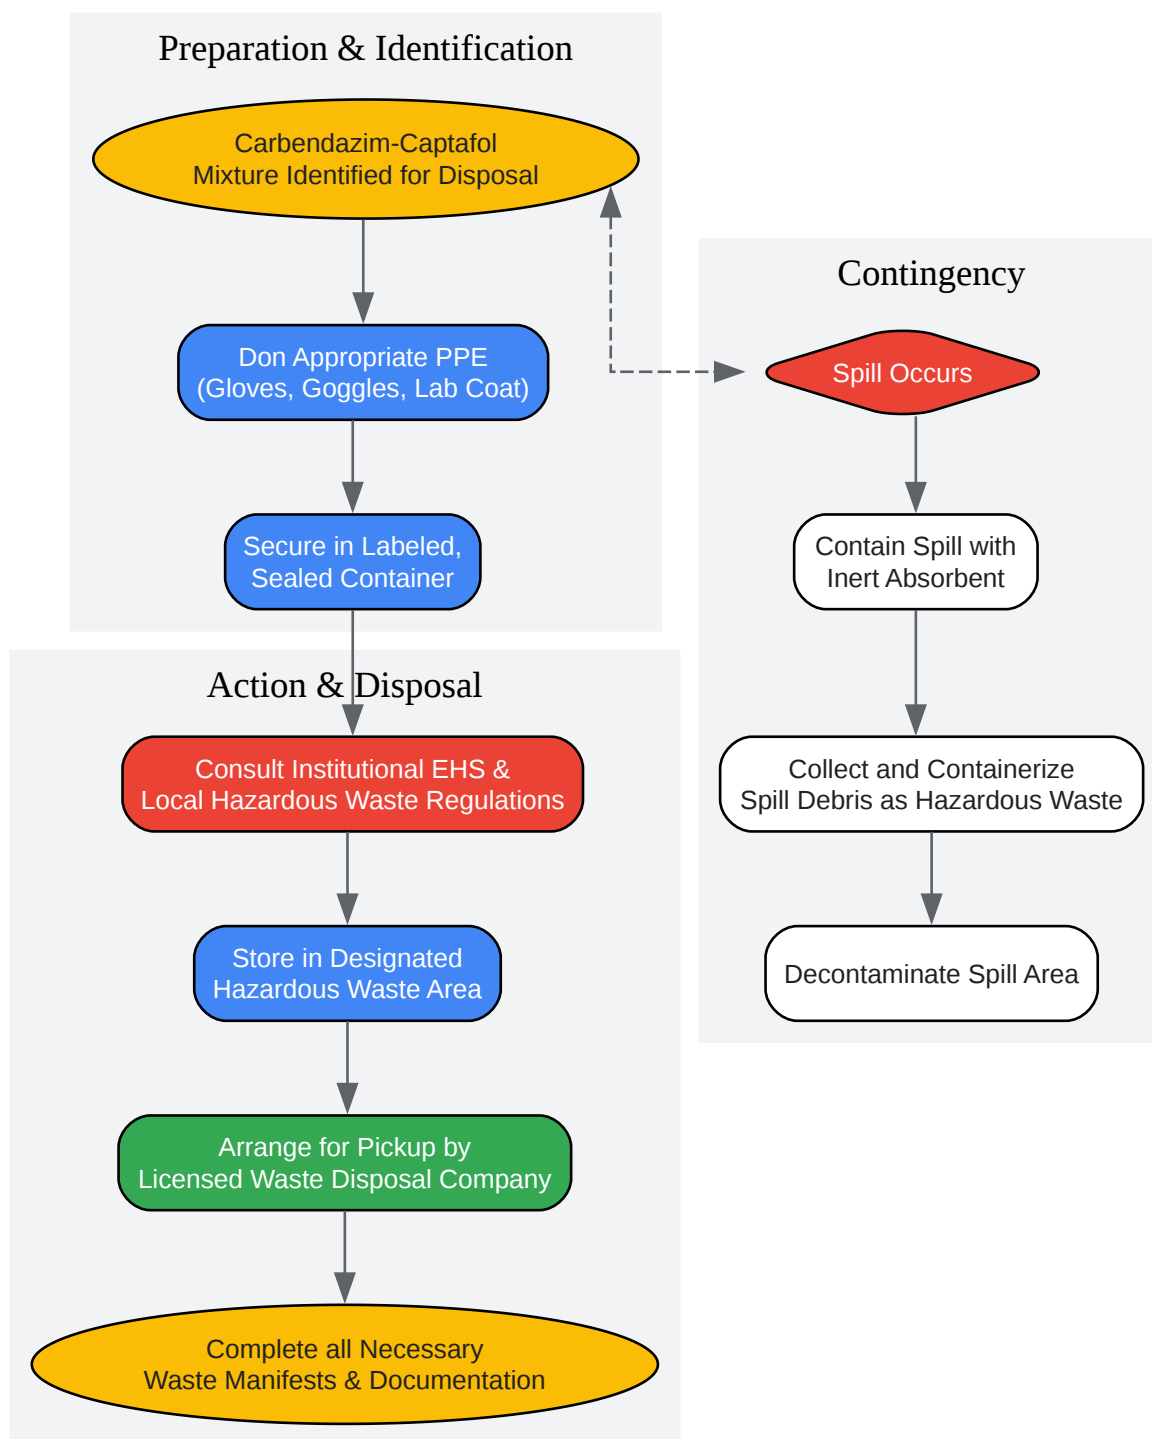 Preparation & Identification
Carbendazim-Captafol
Mixture Identified for Disposal
Don Appropriate PPE
(Gloves, Goggles, Lab Coat)
Secure in Labeled,
Sealed Container
Action & Disposal
Consult Institutional EHS &
Local Hazardous Waste Regulations
Store in Designated
Hazardous Waste Area
Arrange for Pickup by
Licensed Waste Disposal Company
Complete all Necessary
Waste Manifests & Documentation
Contingency
Spill Occurs
Contain Spill with
Inert Absorbent
Collect and Containerize
Spill Debris as Hazardous Waste
Decontaminate Spill Area